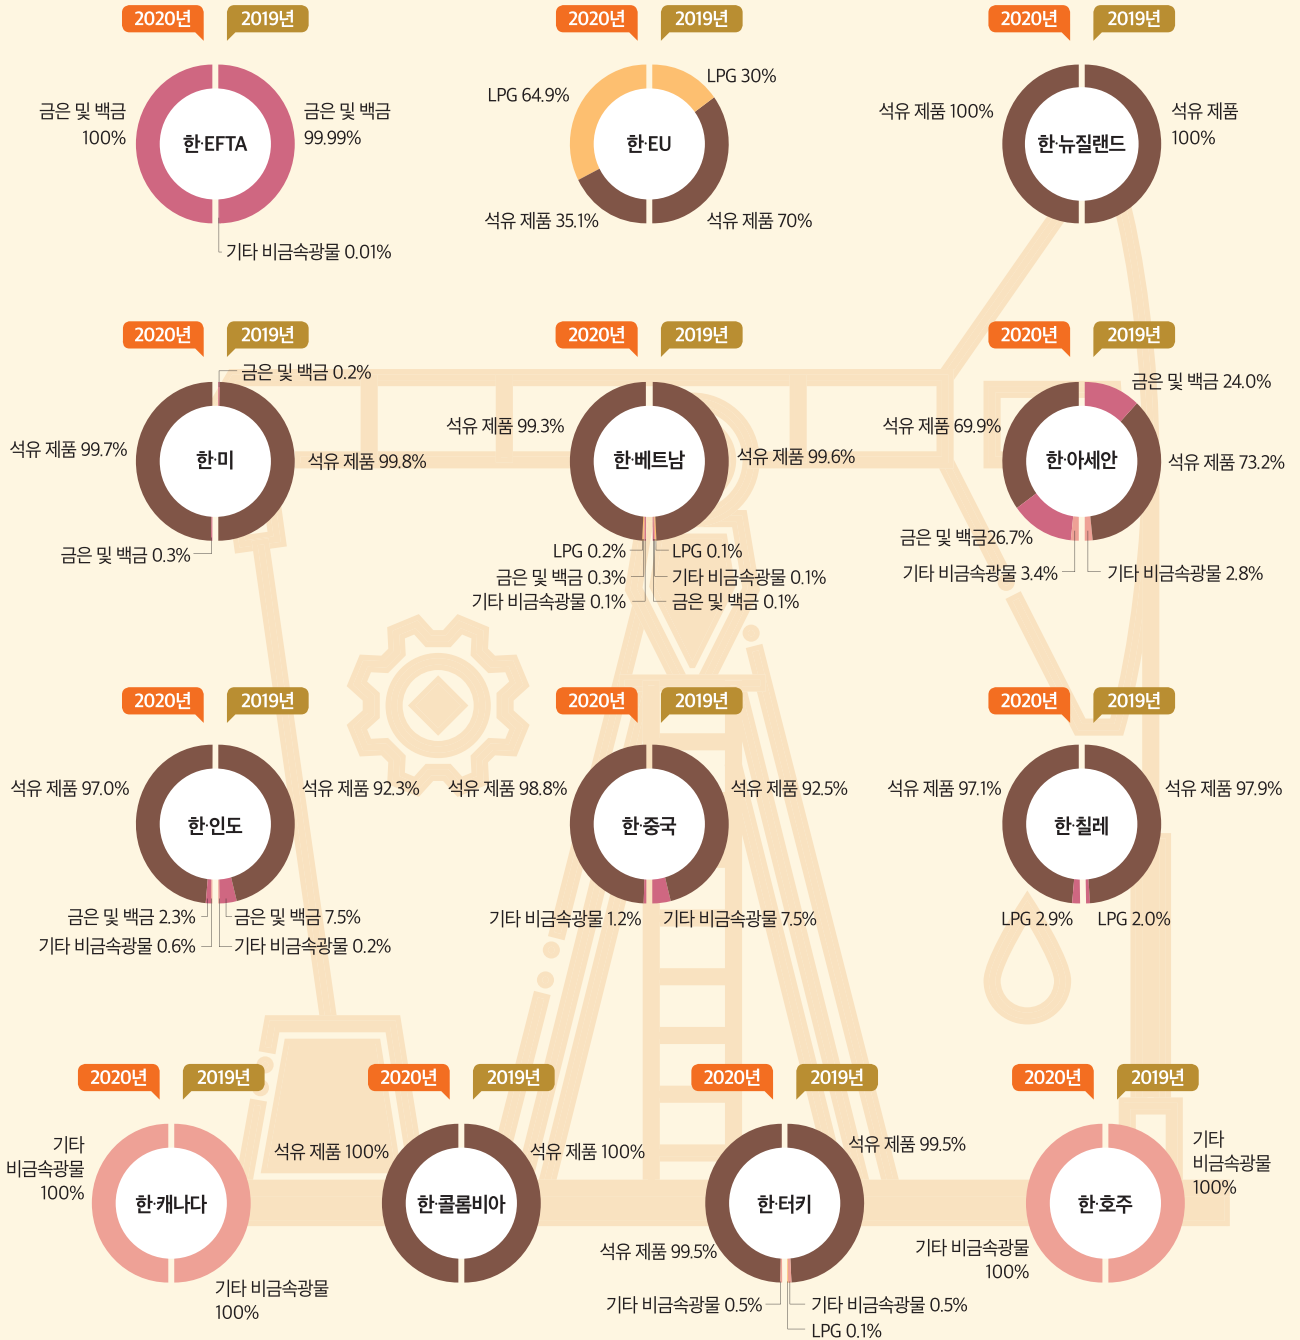 2020년
2019년
금은 및 백금
100%
한·EFTA
금은 및 백금
99.99%
기타 비금속광물 0.01%
2020년
2019년
LPG 64.9%
LPG 30%
한·EU
석유 제품 35.1%
석유 제품 70%
2020년
2019년
석유 제품 100%
한·뉴질랜드
석유 제품
100%
2020년
2019년
금은 및 백금 0.2%
석유 제품 99.7%
한·미
석유 제품 99.8%
금은 및 백금 0.3%
2020년
2019년
석유 제품 99.3%
한·베트남
석유 제품 99.6%
LPG 0.2%
LPG 0.1%
금은 및 백금 0.3%
기타 비금속광물 0.1%
기타 비금속광물 0.1%
금은 및 백금 0.1%
2020년
2019년
금은 및 백금 24.0%
석유 제품 69.9%
한·아세안
석유 제품 73.2%
금은 및 백금26.7%
기타 비금속광물 3.4%
기타 비금속광물 2.8%
2020년
2019년
석유 제품 97.0%
석유 제품 92.3%
한·인도
금은 및 백금 2.3%
금은 및 백금 7.5%
기타 비금속광물 0.6%
기타 비금속광물 0.2%
2020년
2019년
석유 제품 98.8%
석유 제품 92.5%
한·중국
기타 비금속광물 1.2%
기타 비금속광물 7.5%
2020년
2019년
석유 제품 97.1%
석유 제품 97.9%
한·칠레
LPG 2.9%
LPG 2.0%
2020년
2019년
기타
비금속광물
100%
한·캐나다
기타 비금속광물
100%
2020년
2019년
석유 제품 100%
석유 제품 100%
한·콜롬비아
2020년
2019년
석유 제품 99.5%
한·터키
석유 제품 99.5%
기타 비금속광물 0.5%
기타 비금속광물 0.5%
LPG 0.1%
2020년
2019년
기타
비금속광물
100%
한·호주
기타 비금속광물
100%